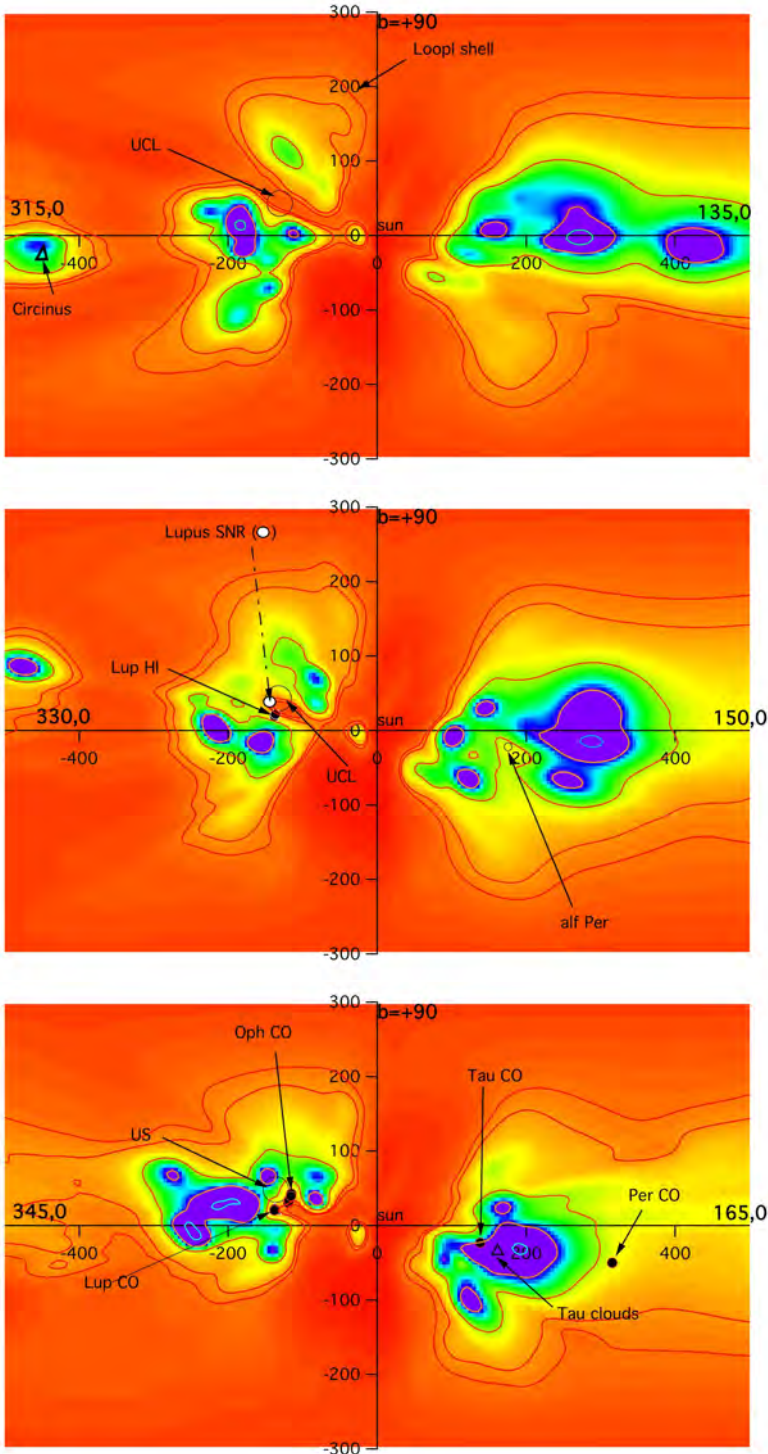 300
b=+90
LoopI shell
200
UCL
100
315,0
sun
135,0
-400
-200
0
200
400
Circinus
-100
-200
-300
300
b=+90
Lupus SNR ( )
200
100
Lup HI
330,0
sun
150,0
-400
-200
0
200
400
UCL
-100
-200
alf Per
-300
300
b=+90
Oph CO
200
Tau CO
US
100
Per CO
345,0
sun
165,0
-400
-200
0
200
400
Lup CO
-100
Tau clouds
-200
-300